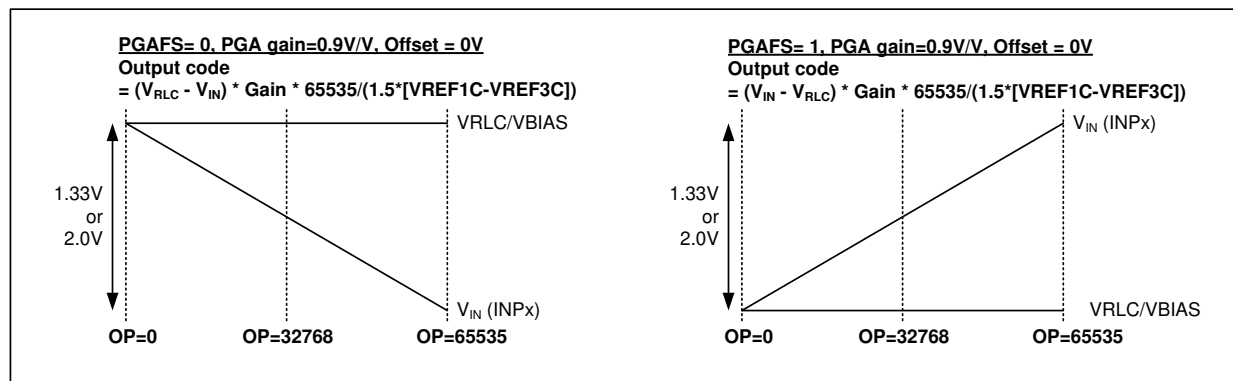 PGAFS= 0, PGA gain=0.9V/V, Offset = 0V
Output code
= (VRLC - VIN) * Gain * 65535/(1.5*[VREF1C-VREF3C])
VRLC/VBIAS
1.33V
or
2.0V
VIN (INPx)
OP=0
OP=32768
OP=65535
PGAFS= 1, PGA gain=0.9V/V, Offset = 0V
Output code
= (VIN - VRLC) * Gain * 65535/(1.5*[VREF1C-VREF3C])
VIN (INPx)
1.33V
or
2.0V
VRLC/VBIAS
OP=0
OP=32768
OP=65535